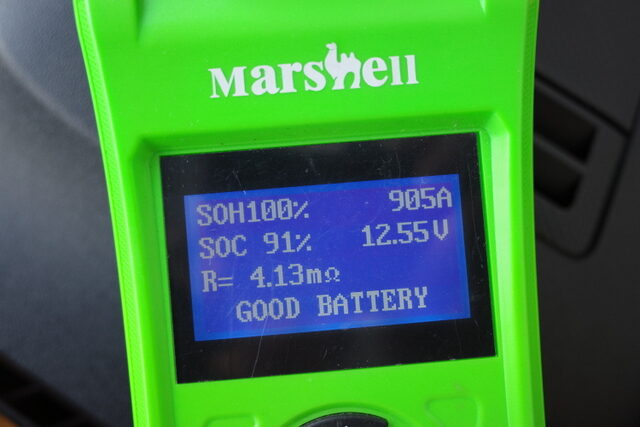 Marshell
SOH100% 905A
SOC 91% 12.55V
R= 4.13mΩ
GOOD BATTERY